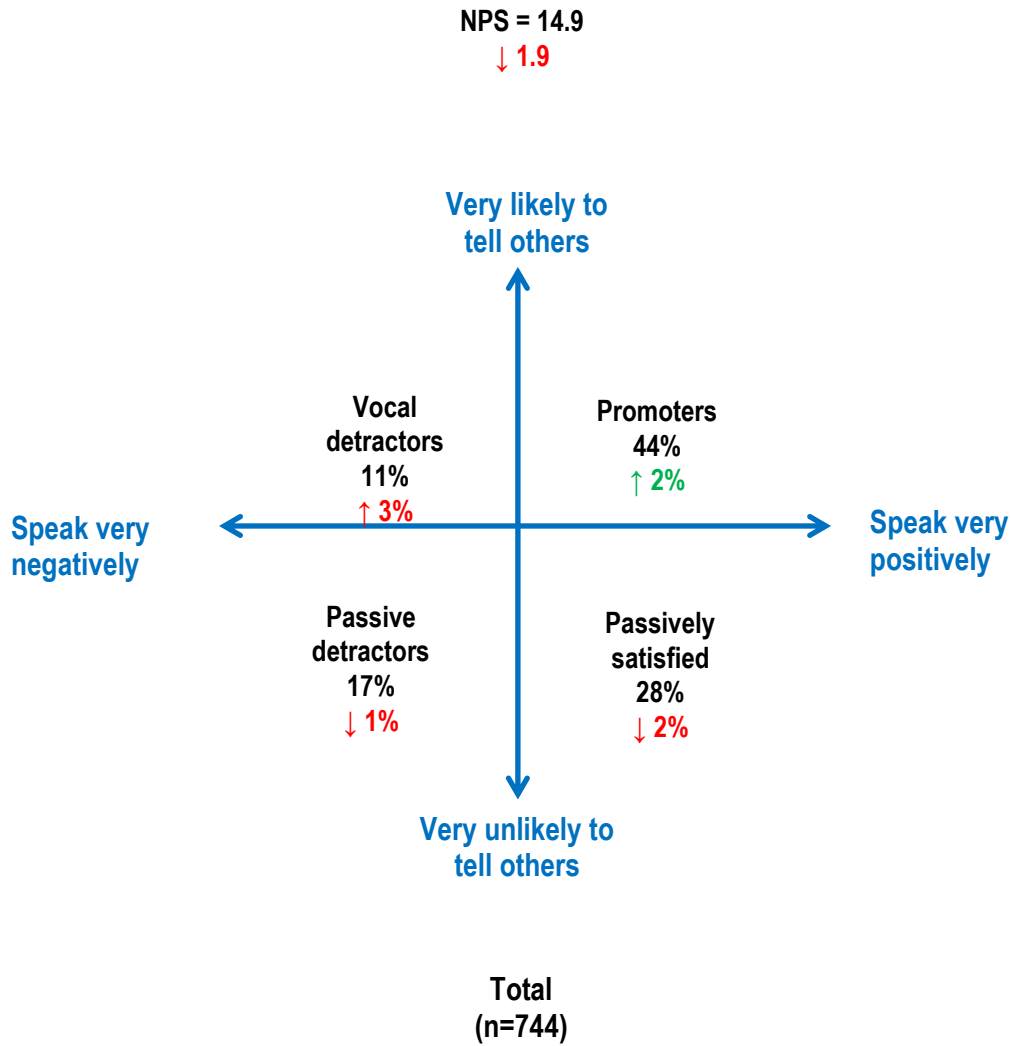 NPS = 14.9
↓ 1.9
Very likely to
tell others
Vocal
detractors
11%
↑ 3%
Promoters
44%
↑ 2%
Speak very
negatively
Speak very
positively
Passive
detractors
17%
↓ 1%
Passively
satisfied
28%
↓ 2%
Very unlikely to
tell others
Total
(n=744)